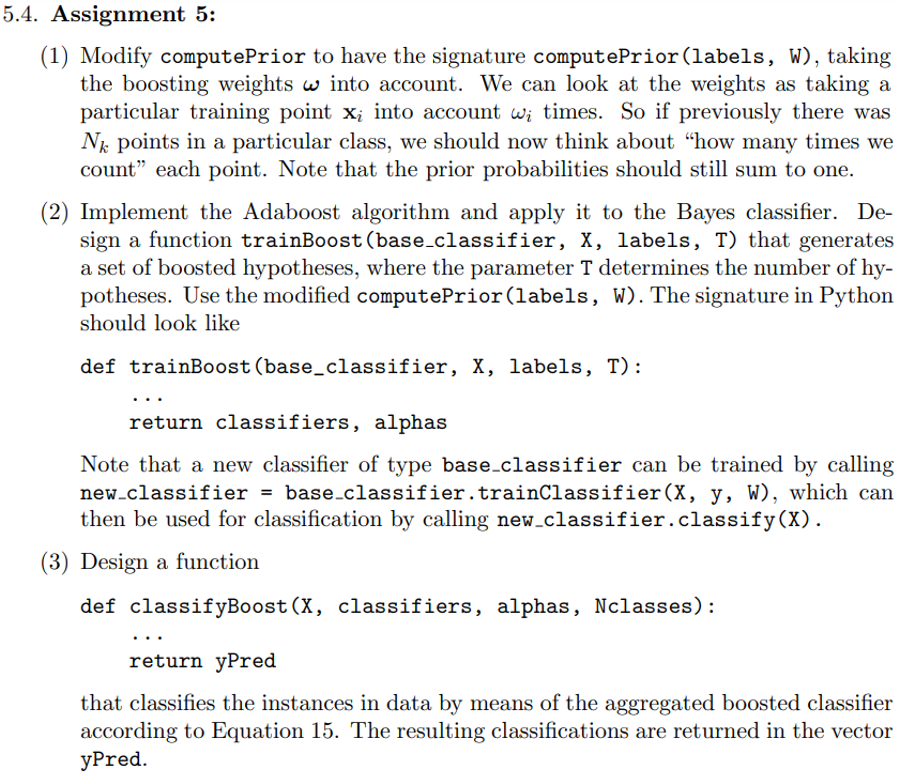 5.4. Assignment 5:
(1) Modify computePrior to have the signature computePrior(labels, W), taking
the boosting weights ω into account. We can look at the weights as taking a
particular training point xᵢ into account ωᵢ times. So if previously there was
Nₖ points in a particular class, we should now think about “how many times we
count” each point. Note that the prior probabilities should still sum to one.
(2) Implement the Adaboost algorithm and apply it to the Bayes classifier. De-
sign a function trainBoost(base_classifier, X, labels, T) that generates
a set of boosted hypotheses, where the parameter T determines the number of hy-
potheses. Use the modified computePrior(labels, W). The signature in Python
should look like
def trainBoost(base_classifier, X, labels, T):
...
return classifiers, alphas
Note that a new classifier of type base_classifier can be trained by calling
new_classifier = base_classifier.trainClassifier(X, y, W), which can
then be used for classification by calling new_classifier.classify(X).
(3) Design a function
def classifyBoost(X, classifiers, alphas, Nclasses):
...
return yPred
that classifies the instances in data by means of the aggregated boosted classifier
according to Equation 15. The resulting classifications are returned in the vector
yPred.